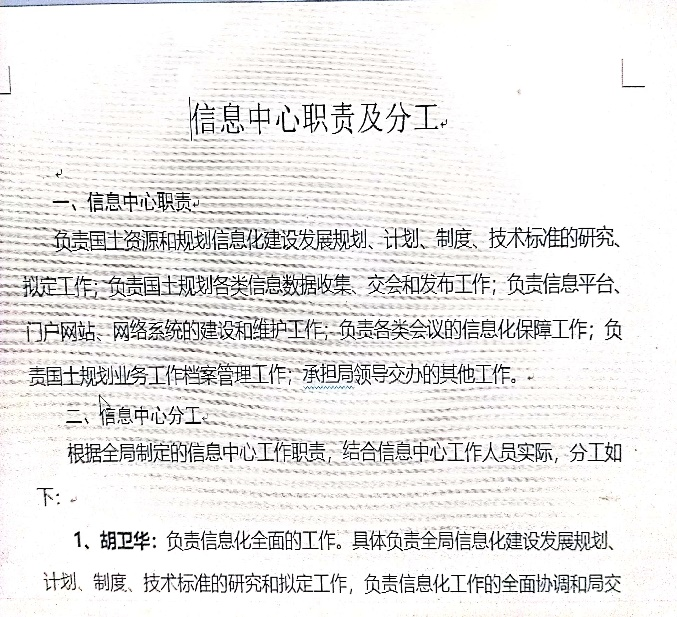 信息中心职责及分工
一、信息中心职责
负责国土资源和规划信息化建设发展规划、计划、制度、技术标准的研究、
拟定工作；负责国土规划各类信息数据收集、交会和发布工作；负责信息平台、
门户网站、网络系统的建设和维护工作；负责各类会议的信息化保障工作；负
责国土规划业务工作档案管理工作；承担局领导交办的其他工作。
二、信息中心分工
根据全局制定的信息中心工作职责，结合信息中心工作人员实际，分工如
下：
1、胡卫华：负责信息化全面的工作。具体负责全局信息化建设发展规划、
计划、制度、技术标准的研究和拟定工作，负责信息化工作的全面协调和局交